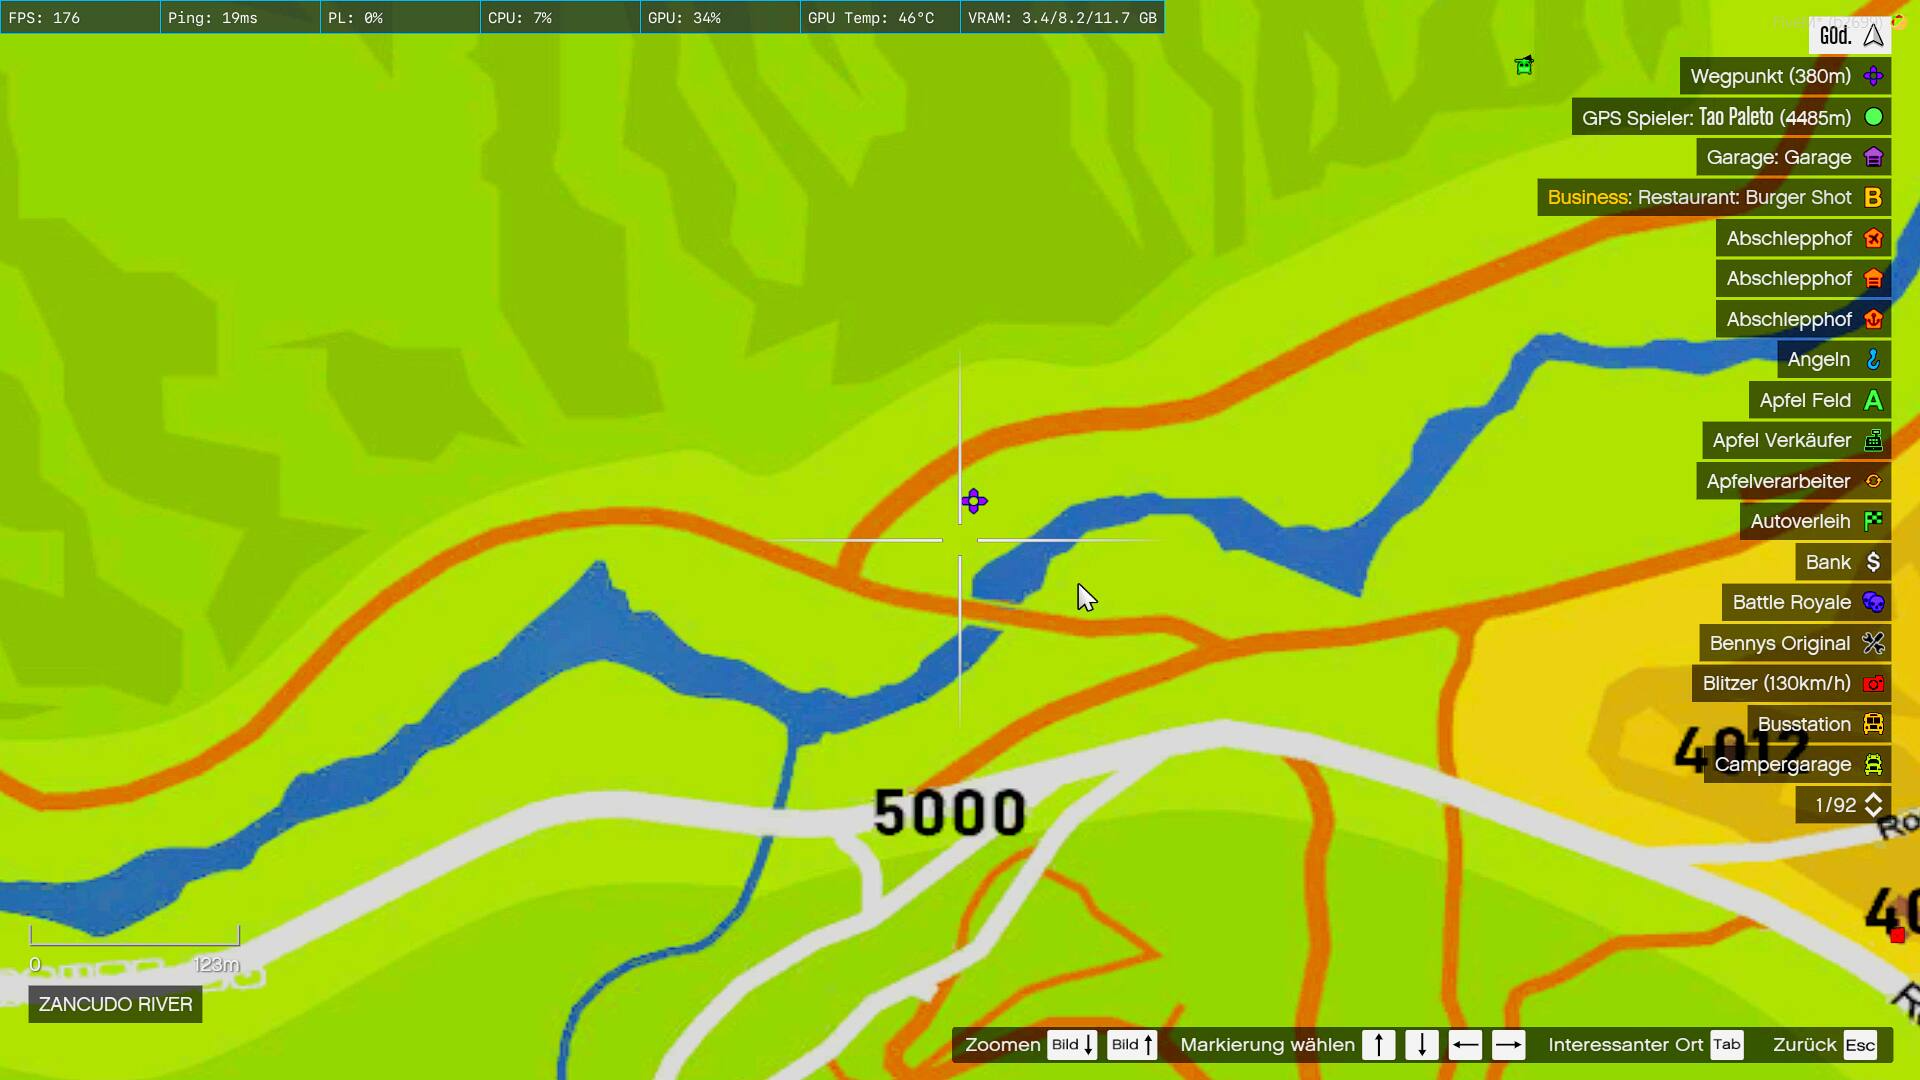 FPS: 176 Ping: 19ms PL: 0% CPU: 7% GPU: 34% GPU Temp: 46°C VRAM: 3.4/8.2/11.7 GB
GOd.
Wegpunkt (380m)
GPS Spieler: Tao Paleto (4485m)
Garage: Garage
Business: Restaurant: Burger Shot B
Abschlepphof
Abschlepphof
Abschlepphof
Angeln
Apfel Feld A
Apfel Verkäufer
Apfelverarbeiter
Autoverleih
Bank $
Battle Royale
Bennys Original
Blitzer (130km/h)
Busstation
4012
Campergarage
1/92
5000
Ro
40
0 123m
ZANCUDO RIVER
R
Zoomen Bild ↓ Bild ↑ Markierung wählen ↑ ↓ ← → Interessanter Ort Tab Zurück Esc